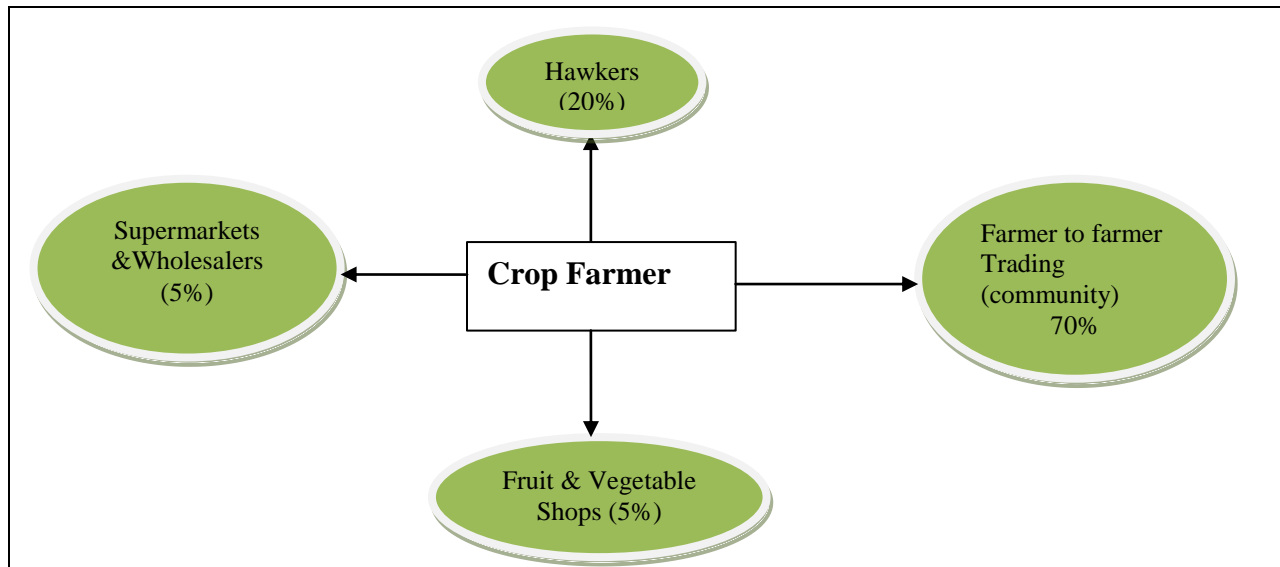 Hawkers
(20%)
Supermarkets
&Wholesalers
(5%)
Crop Farmer
Farmer to farmer
Trading
(community)
70%
Fruit & Vegetable
Shops (5%)